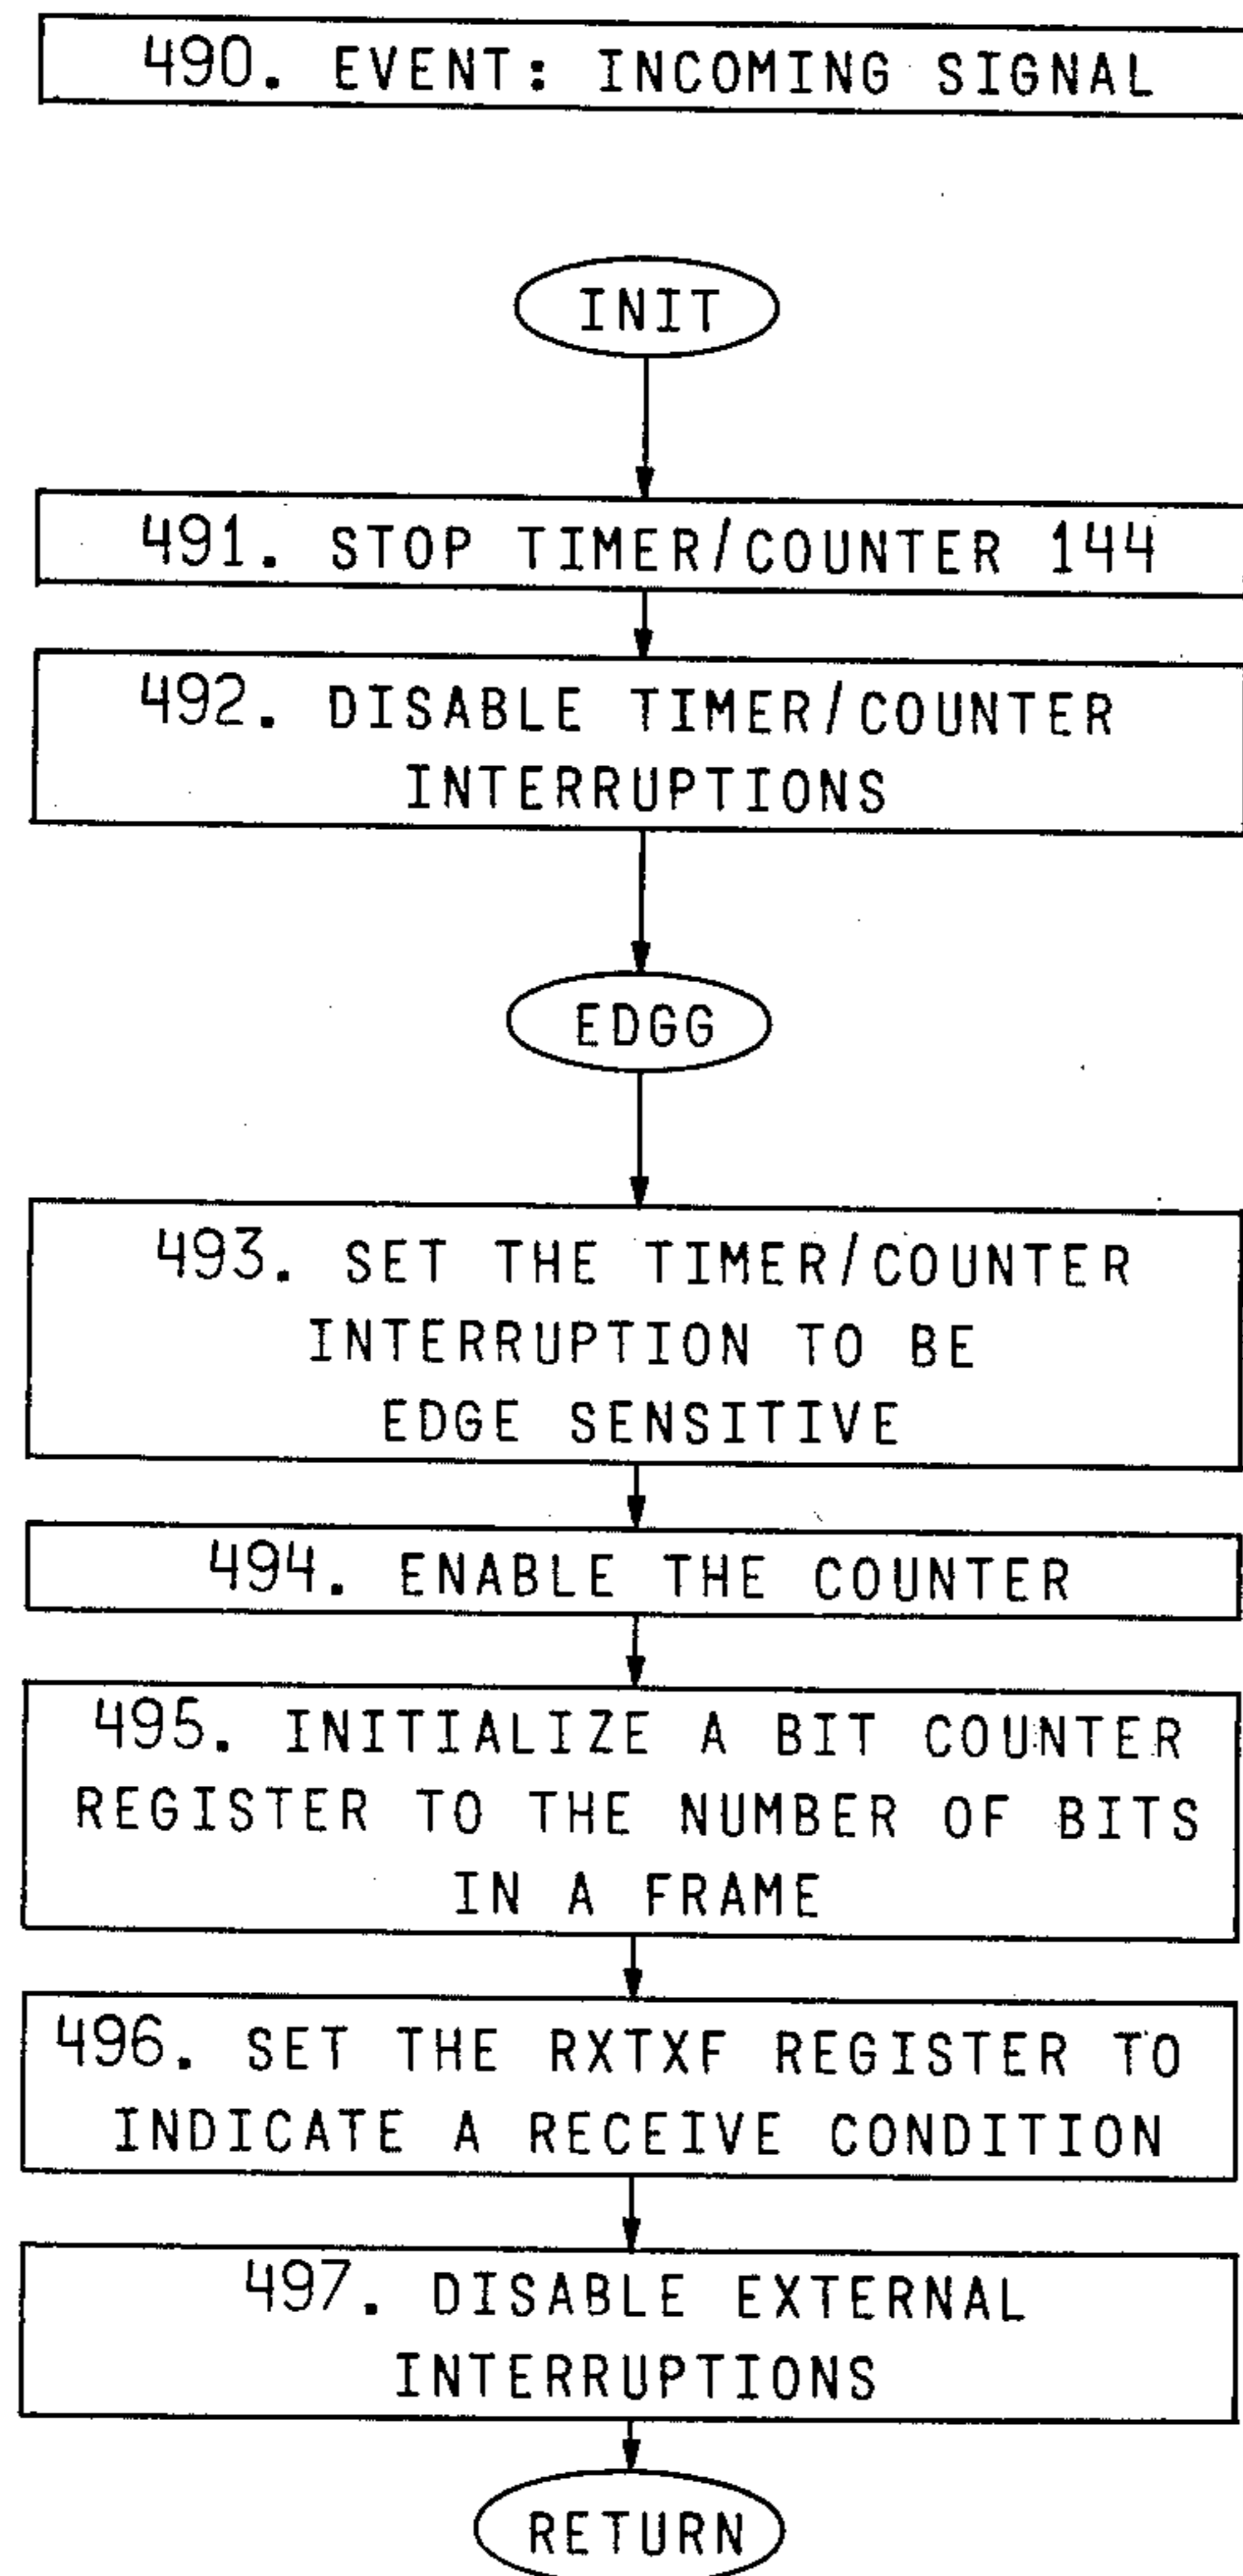 490. EVENT: INCOMING SIGNAL
INIT
491. STOP TIMER/COUNTER 144
492. DISABLE TIMER/COUNTER
INTERRUPTIONS
EDGG
493. SET THE TIMER/COUNTER
INTERRUPTION TO BE
EDGE SENSITIVE
494. ENABLE THE COUNTER
495. INITIALIZE A BIT COUNTER
REGISTER TO THE NUMBER OF BITS
IN A FRAME
496. SET THE RXTXF REGISTER TO
INDICATE A RECEIVE CONDITION
497. DISABLE EXTERNAL
INTERRUPTIONS
RETURN